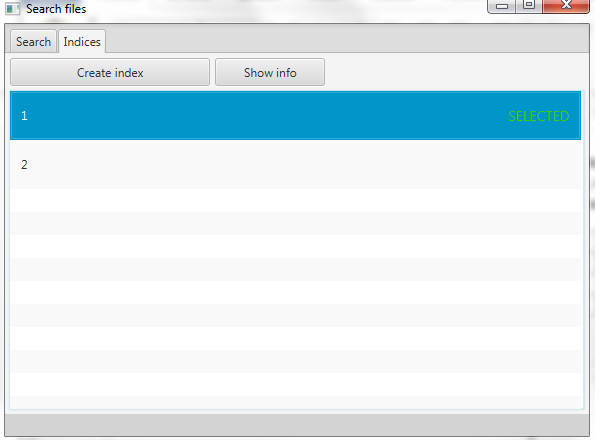 Search files
Search Indices
Create index Show info
1 SELECTED
2